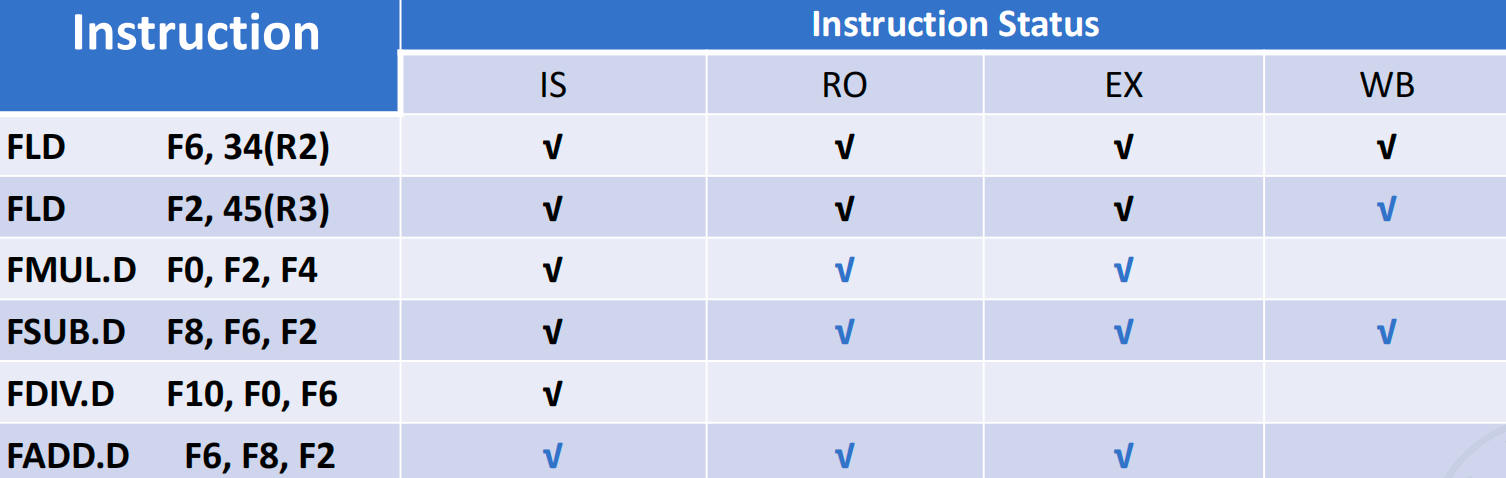 Instruction Instruction Status
IS RO EX WB
FLD F6, 34(R2) √ √ √ √
FLD F2, 45(R3) √ √ √ √
FMUL.D F0, F2, F4 √ √ √
FSUB.D F8, F6, F2 √ √ √ √
FDIV.D F10, F0, F6 √
FADD.D F6, F8, F2 √ √ √